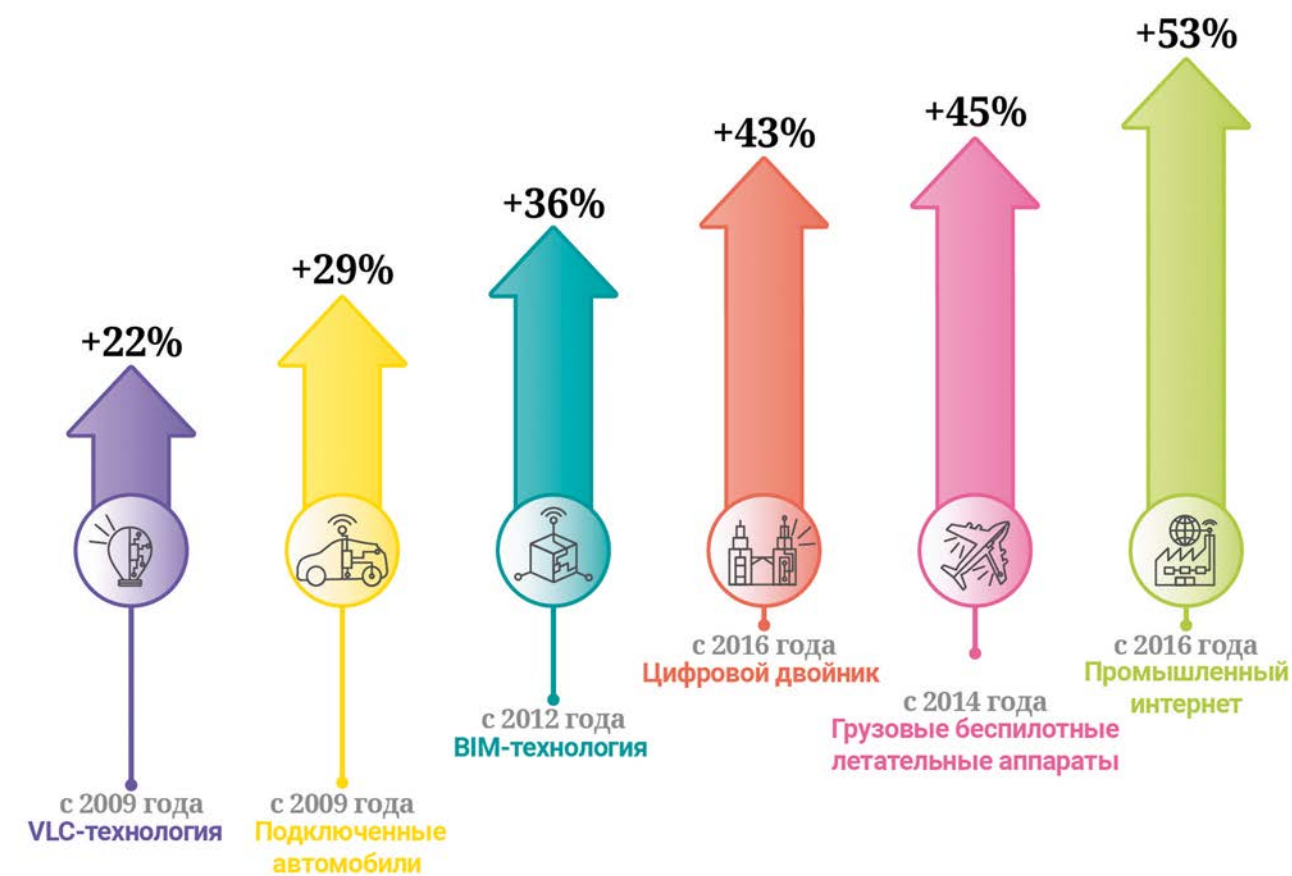 +22%
с 2009 года
VLC-технология
+29%
с 2009 года
Подключенные
автомобили
+36%
с 2012 года
BIM-технология
+43%
с 2016 года
Цифровой двойник
+45%
с 2014 года
Грузовые беспилотные
летательные аппараты
+53%
с 2016 года
Промышленный
интернет